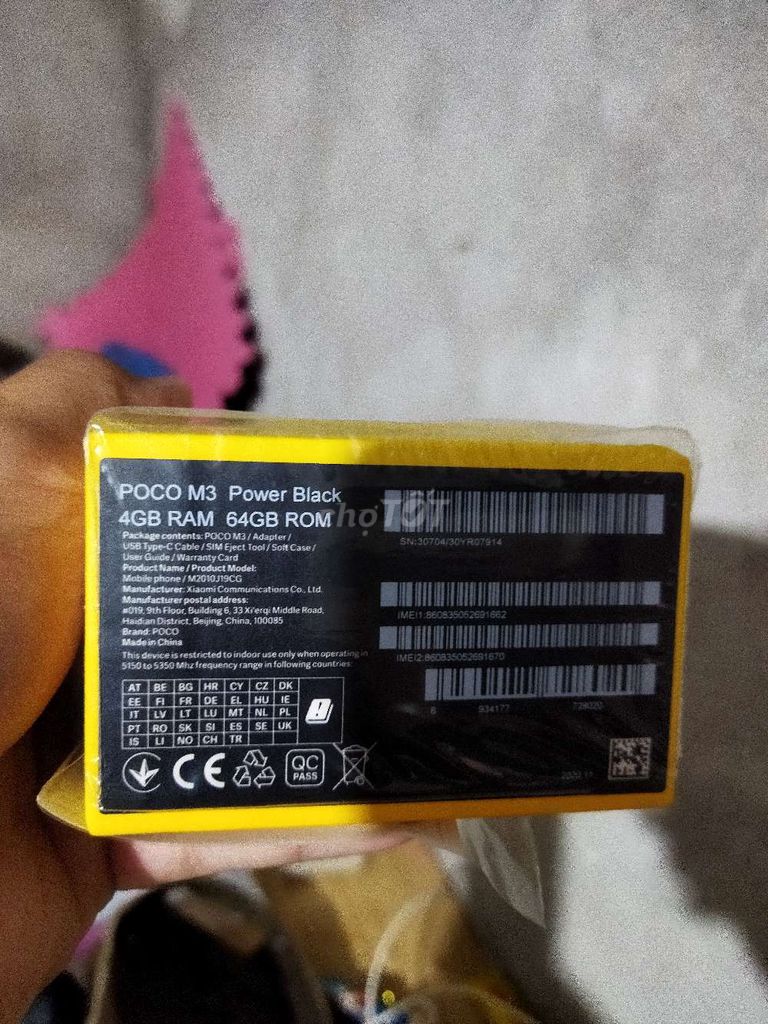 POCO M3 Power Black
4GB RAM 64GB ROM
Package contents: POCO M3 / Adapter /
USB Type-C Cable / SIM Eject Tool / Soft Case /
User Guide / Warranty Card
Product Name / Product Model:
Mobile phone / M2010J19CG
Manufacturer: Xiaomi Communications Co., Ltd.
Manufacturer postal address:
#019, 9th Floor, Building 6, 33 Xi'erqi Middle Road,
Haidian District, Beijing, China, 100085
Brand: POCO
Made in China
This device is restricted to indoor use only when operating in
5150 to 5350 Mhz frequency range in following countries:
AT BE BG HR CY CZ DK
EE FI FR DE EL HU IE
IT LV LT LU MT NL PL
PT RO SK SI ES SE UK
IS LI NO CH TR
CE
QC
PASS
chợTỐT
SN:30704/30YR07914
IMEI1:860835052691662
IMEI2:860835052691670
6 934177 728020